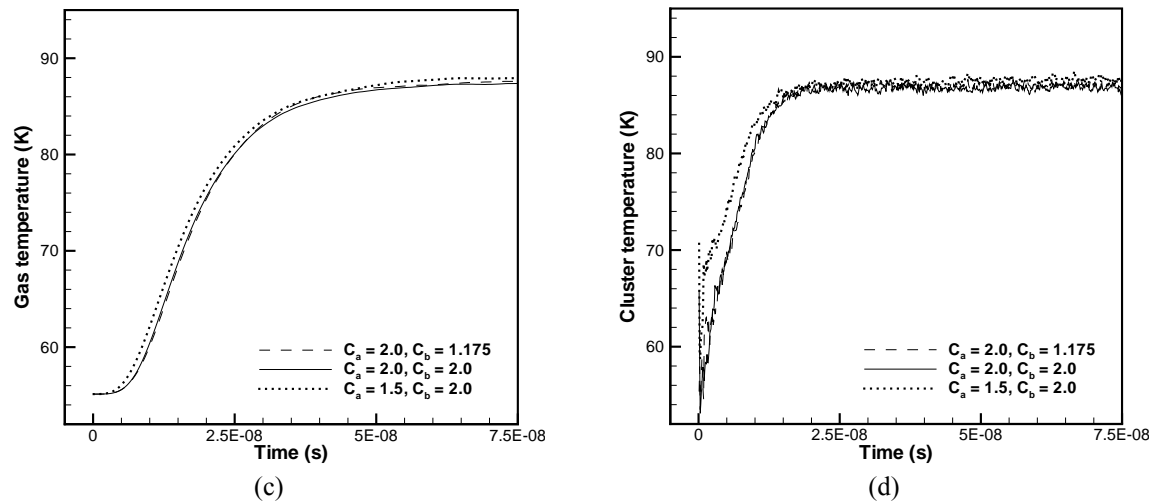 Gas temperature (K)
90
80
70
60
C_a = 2.0, C_b = 1.175
C_a = 2.0, C_b = 2.0
C_a = 1.5, C_b = 2.0
0 2.5E-08 5E-08 7.5E-08
Time (s)
(c)
Cluster temperature (K)
90
80
70
60
C_a = 2.0, C_b = 1.175
C_a = 2.0, C_b = 2.0
C_a = 1.5, C_b = 2.0
0 2.5E-08 5E-08 7.5E-08
Time (s)
(d)